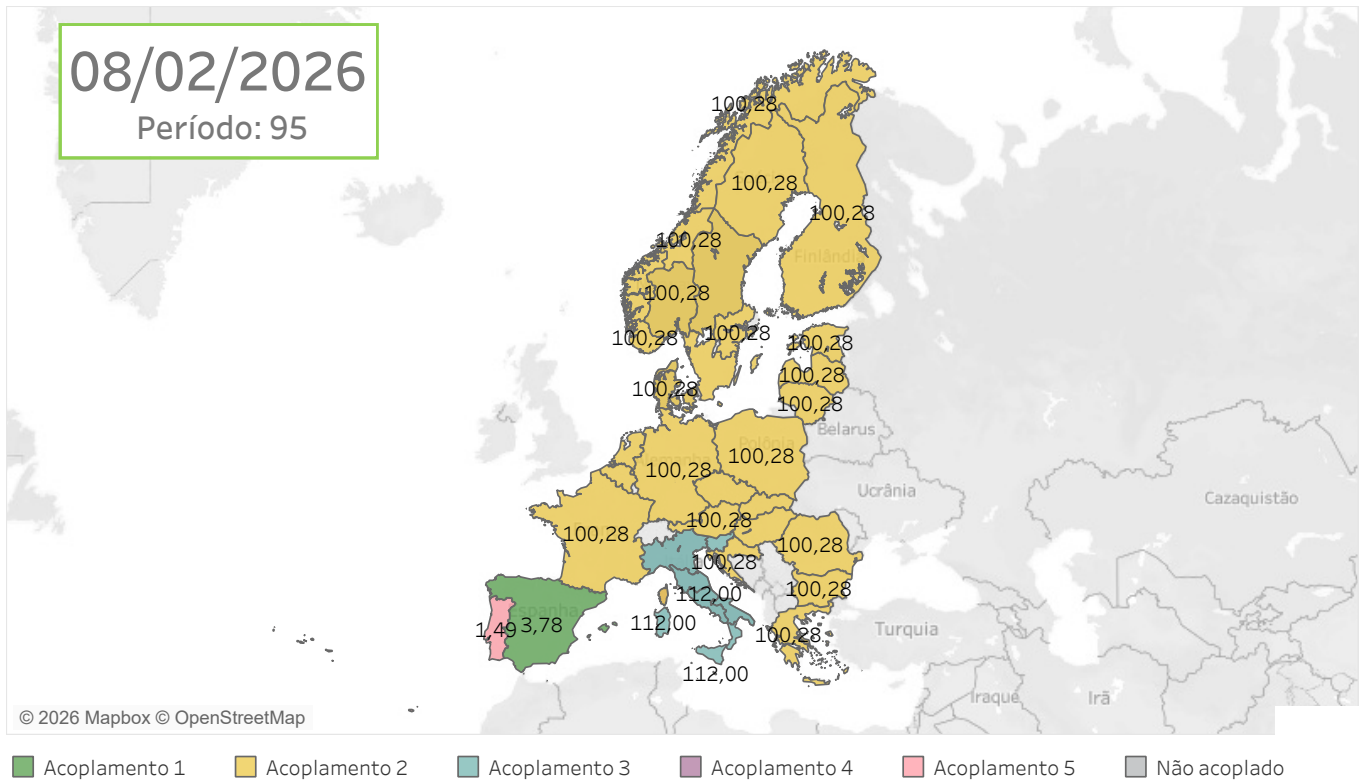 08/02/2026
Período: 95
100,28
100,28
100,28
Finlândia
100,28
100,28
100,28
100,28
100,28
100,28
100,28
100,28
Belarus
Polônia
100,28
100,28
Ucrânia
Cazaquistão
100,28
100,28
100,28
100,28
100,28
112,00
Espanha
1,49
3,78
112,00
100,28
Turquia
112,00
Iraque
Irã
© 2026 Mapbox © OpenStreetMap
Acoplamento 1
Acoplamento 2
Acoplamento 3
Acoplamento 4
Acoplamento 5
Não acoplado